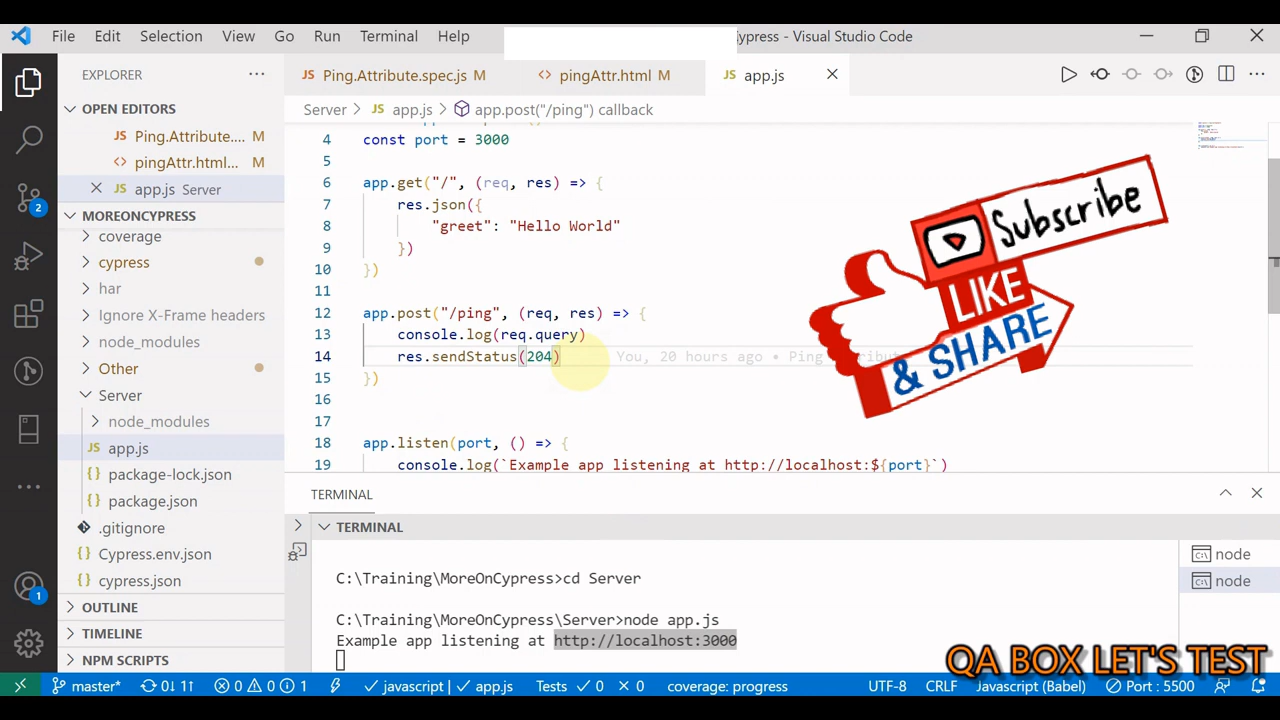 File Edit Selection View Go Run Terminal Help
Cypress - Visual Studio Code
EXPLORER
Ping.Attribute.spec.js M
pingAttr.html M
app.js
OPEN EDITORS
Ping.Attribute.... M
pingAttr.html... M
app.js Server
MOREONCYPRESS
coverage
cypress
har
Ignore X-Frame headers
node_modules
Other
Server
node_modules
app.js
package-lock.json
package.json
.gitignore
Cypress.env.json
cypress.json
OUTLINE
TIMELINE
NPM SCRIPTS
2
1
Server app.js app.post("/ping") callback
4 const port = 3000
5
6 app.get("/", (req, res) => {
7 res.json({
8 "greet": "Hello World"
9 })
10 })
11
12 app.post("/ping", (req, res) => {
13 console.log(req.query)
14 res.sendStatus(204) You, 20 hours ago • Ping
15 })
16
17
18 app.listen(port, () => {
19 console.log(`Example app listening at http://localhost:${port}`)
Subscribe
LIKE
& SHARE
TERMINAL
TERMINAL
C:\Training\MoreOnCypress>cd Server
C:\Training\MoreOnCypress\Server>node app.js
Example app listening at http://localhost:3000
node
node
QA BOX LET'S TEST
master* 0↓ 1↑ 0 0 1 javascript | app.js Tests 0 0 coverage: progress UTF-8 CRLF Javascript (Babel) Port : 5500